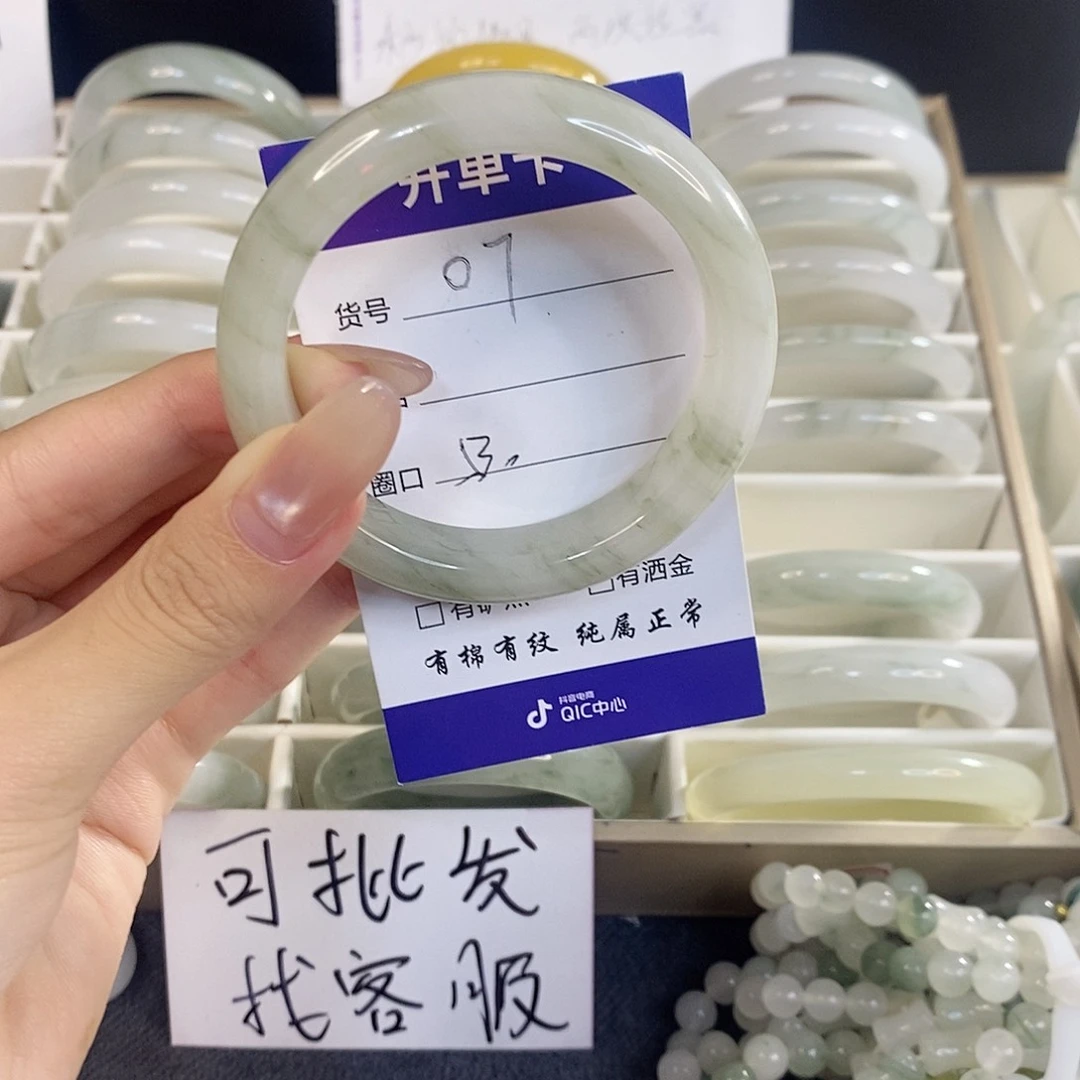 开单卡
货号 07
圈口
有洒金
有棉有纹 纯属正常
抖音电商
QIC中心
可批发
找客服